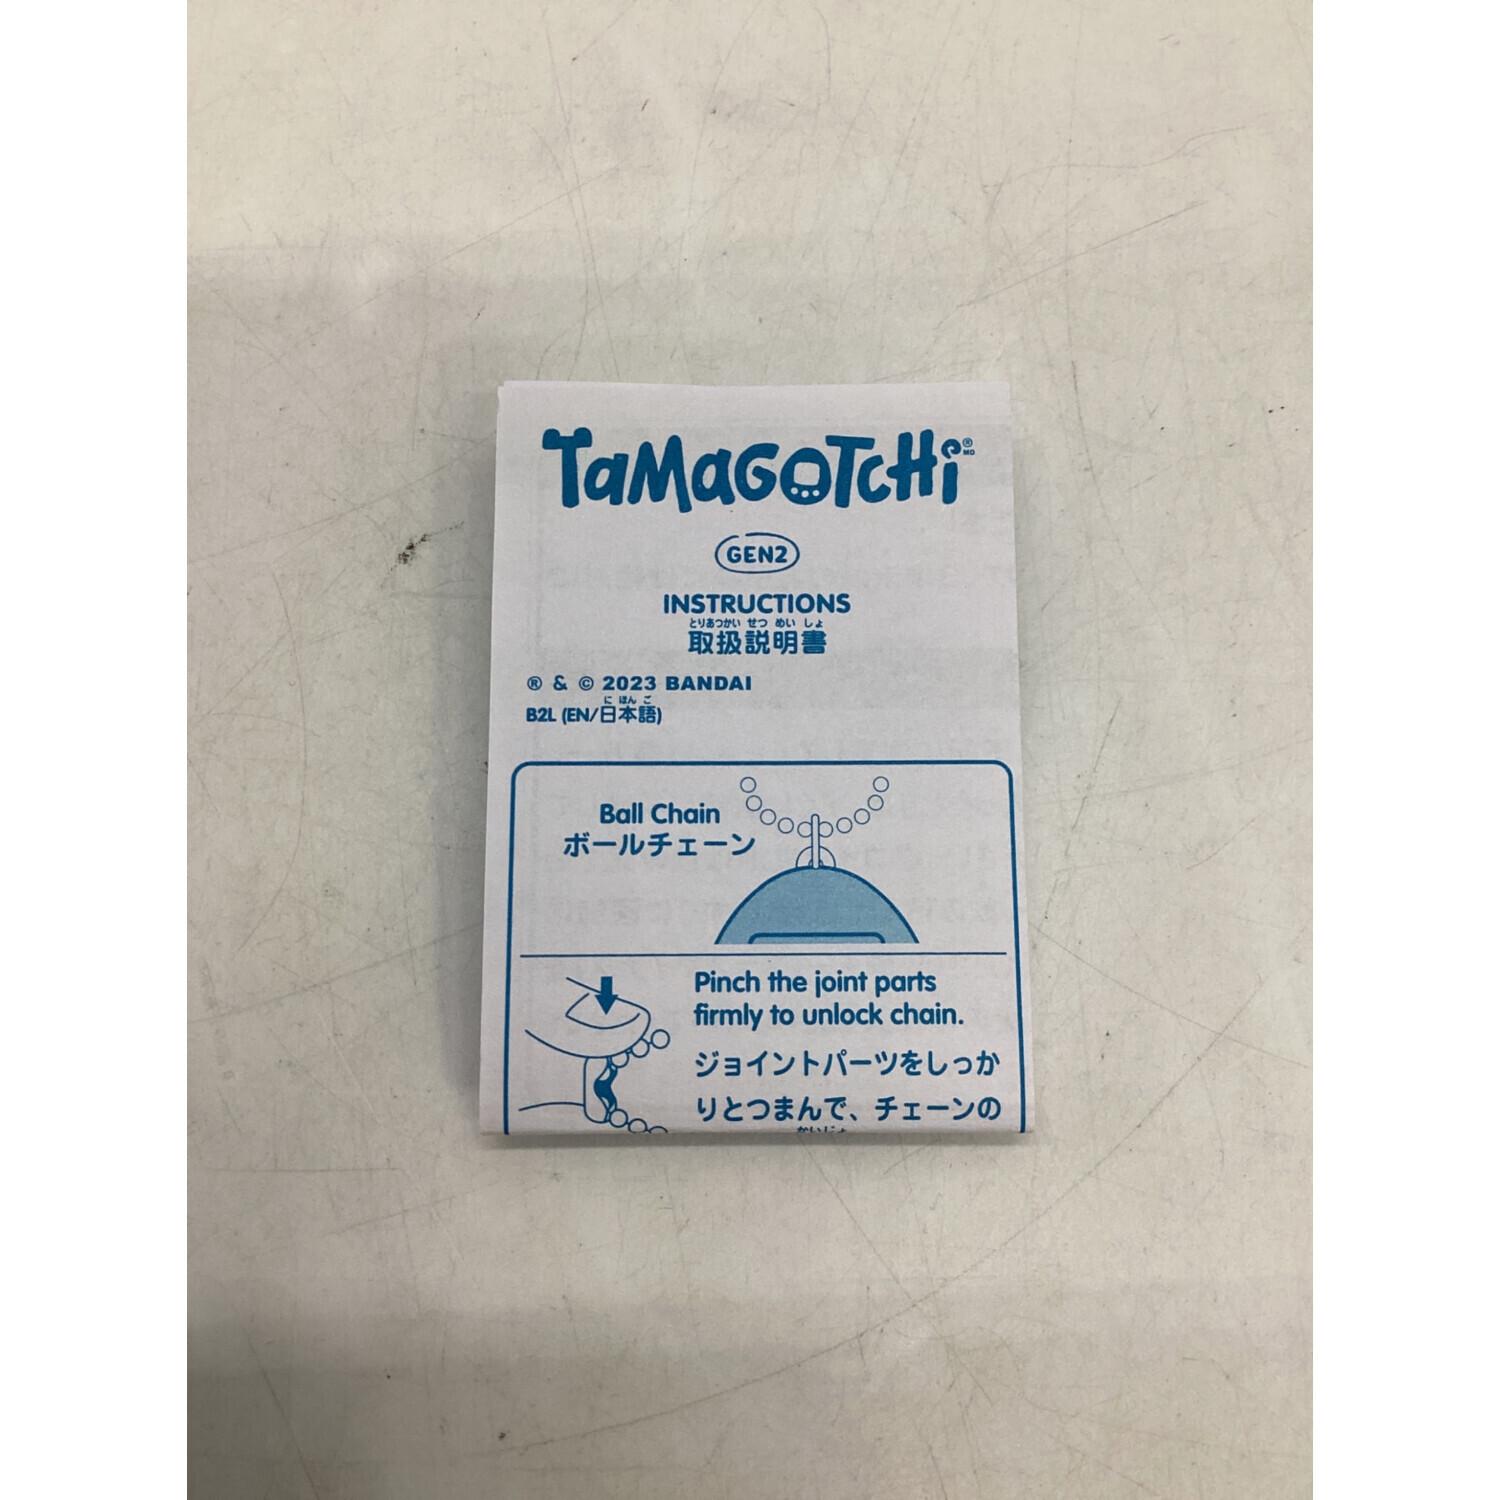 TaMaGOTCHi® MD
GEN2
INSTRUCTIONS
とりあつかい せつ めい しょ
取扱説明書
® & © 2023 BANDAI
に ほん ご
B2L (EN/日本語)
Ball Chain
ボールチェーン
Pinch the joint parts
firmly to unlock chain.
ジョイントパーツをしっか
りとつまんで、チェーンの